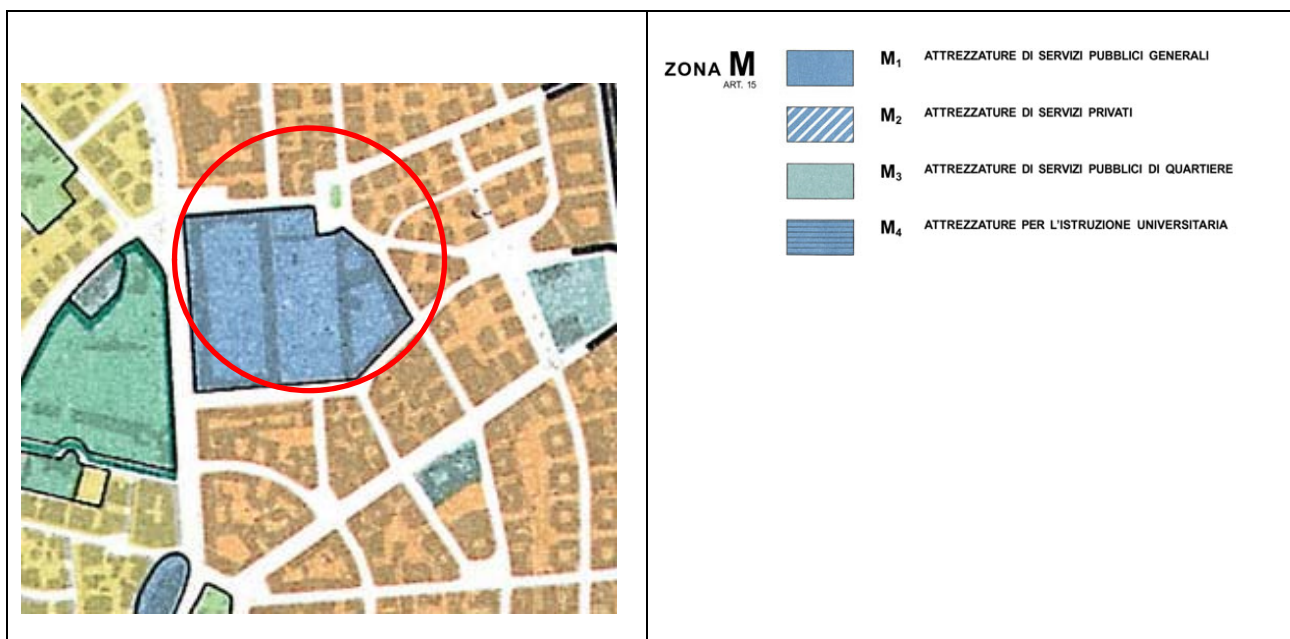 ZONA M
ART. 15
M₁ ATTREZZATURE DI SERVIZI PUBBLICI GENERALI
M₂ ATTREZZATURE DI SERVIZI PRIVATI
M₃ ATTREZZATURE DI SERVIZI PUBBLICI DI QUARTIERE
M₄ ATTREZZATURE PER L'ISTRUZIONE UNIVERSITARIA